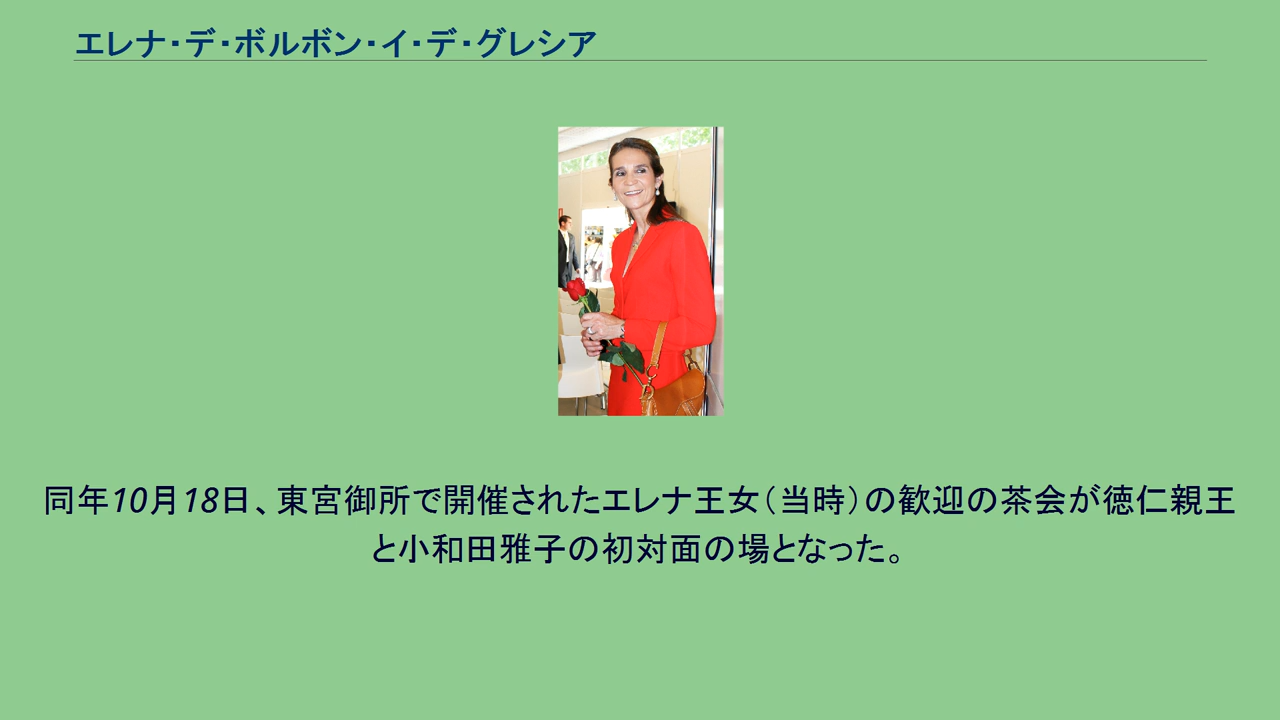 エレナ・デ・ボルボン・イ・デ・グレシア
同年10月18日、東宮御所で開催されたエレナ王女（当時）の歓迎の茶会が徳仁親王
と小和田雅子の初対面の場となった。